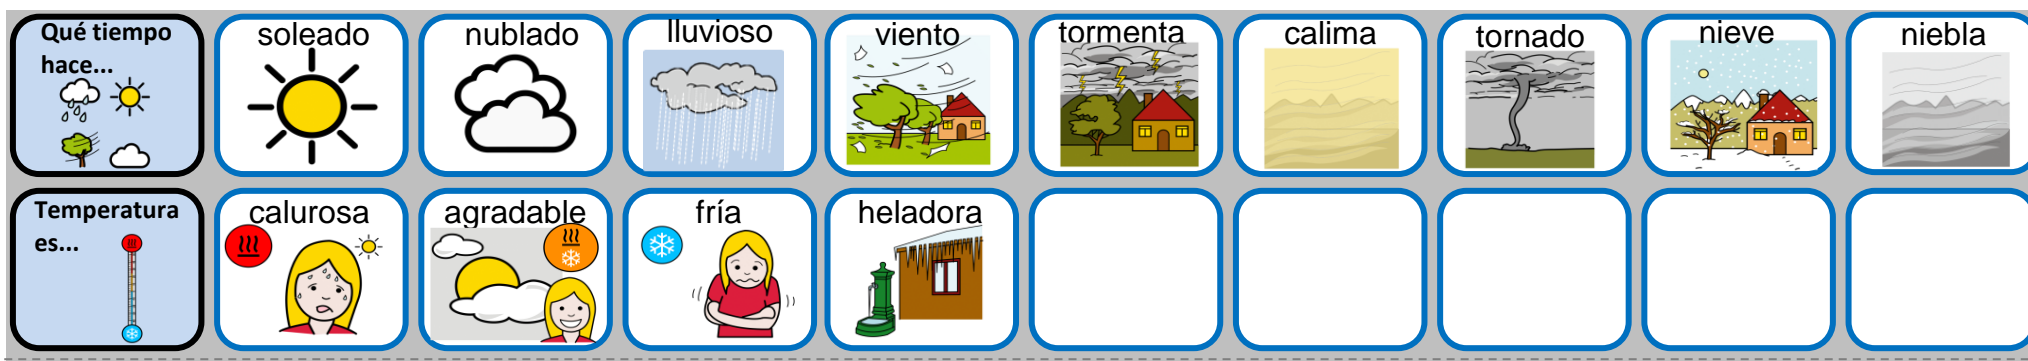 Qué tiempo
hace...
soleado
nublado
lluvioso
viento
tormenta
calima
tornado
nieve
niebla
Temperatura
es...
calurosa
agradable
fría
heladora